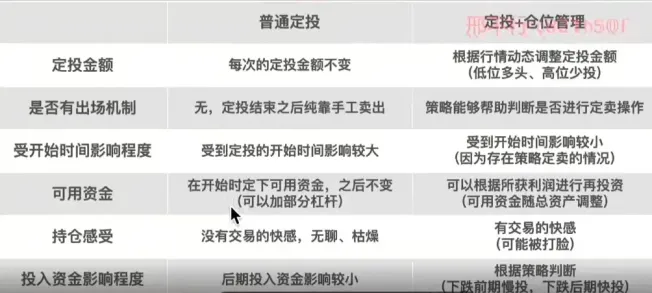 普通定投
定投+仓位管理
定投金额
每次的定投金额不变
根据行情动态调整定投金额
(低位多头、高位少投)
是否有出场机制
无，定投结束之后纯靠手工卖出
策略能够帮助判断是否进行定卖操作
受开始时间影响程度
受到定投的开始时间影响较大
受到开始时间影响较小
(因为存在策略定卖的情况)
可用资金
在开始时定下可用资金，之后不变
(可以加部分杠杆)
可以根据所获利润进行再投资
(可用资金随总资产调整)
持仓感受
没有交易的快感，无聊、枯燥
有交易的快感
(可能被打脸)
投入资金影响程度
后期投入资金影响较小
根据策略判断
(下跌前期慢投，下跌后期快投)